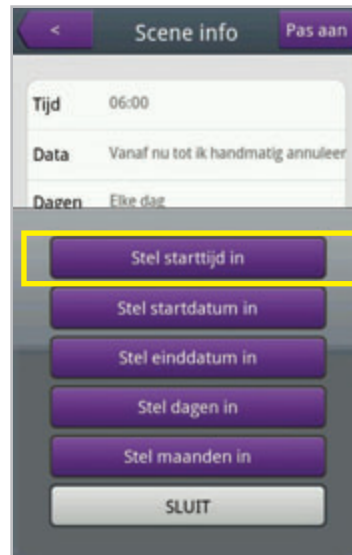 < Scene info Pas aan
Tijd 06:00
Data Vanaf nu tot ik handmatig annuleer
Dagen Elke dag
Stel starttijd in
Stel startdatum in
Stel einddatum in
Stel dagen in
Stel maanden in
SLUIT